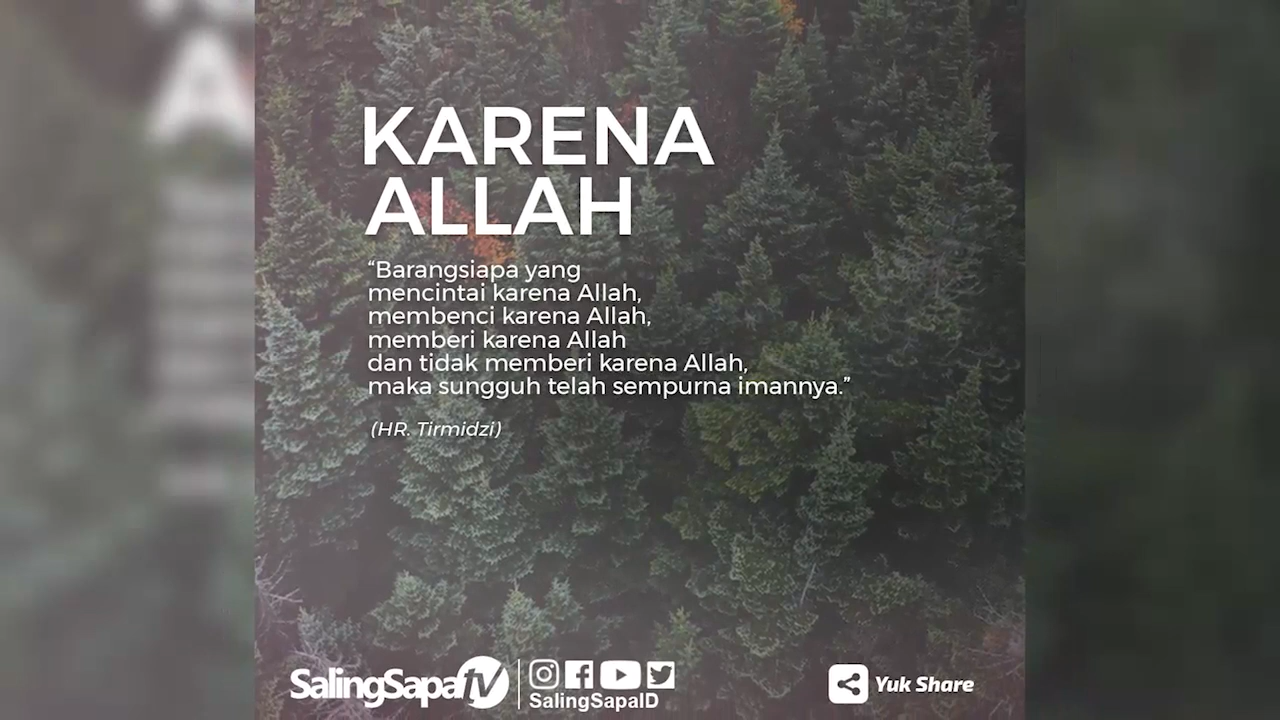 KARENA
ALLAH
“Barangsiapa yang
mencintai karena Allah,
membenci karena Allah,
memberi karena Allah
dan tidak memberi karena Allah,
maka sungguh telah sempurna imannya.”
(HR. Tirmidzi)
SalingSapaTV
SalingSapaID
Yuk Share